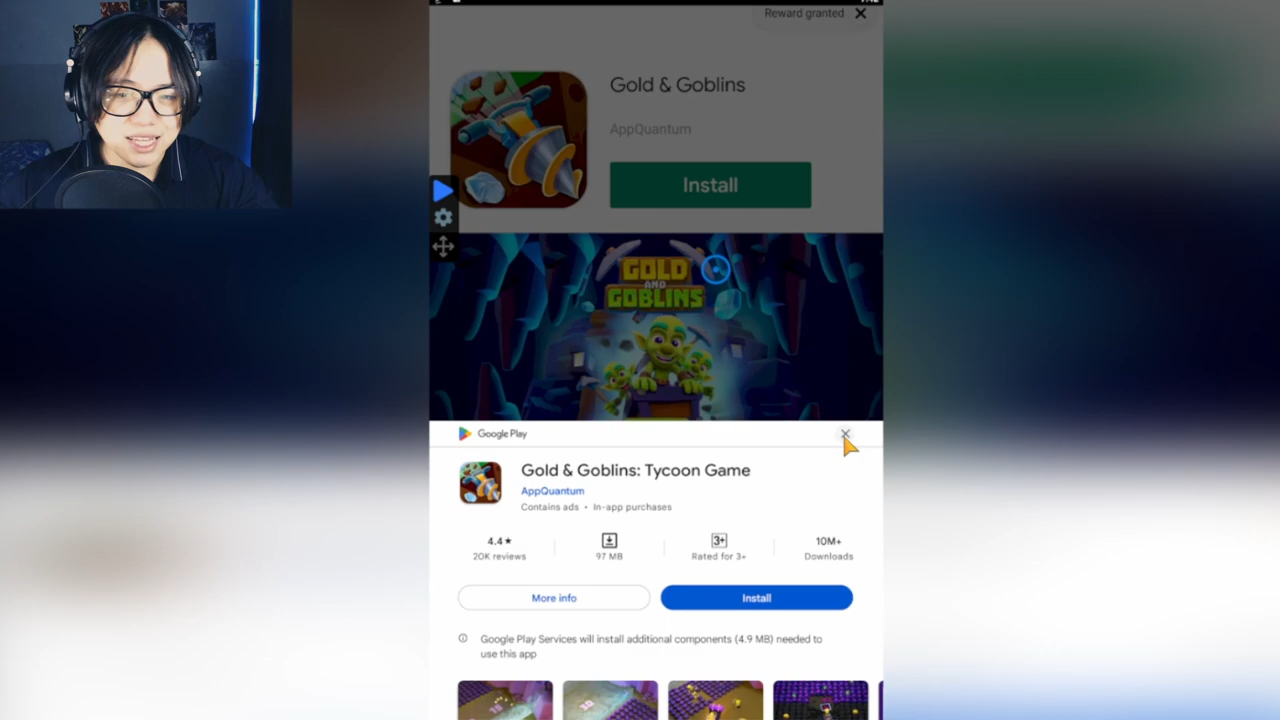 Reward granted
Gold & Goblins
AppQuantum
Install
GOLD
AND
GOBLINS
Google Play
Gold & Goblins: Tycoon Game
AppQuantum
Contains ads • In-app purchases
4.4★
20K reviews
97 MB
3+
Rated for 3+
10M+
Downloads
More info
Install
Google Play Services will install additional components (4.9 MB) needed to
use this app